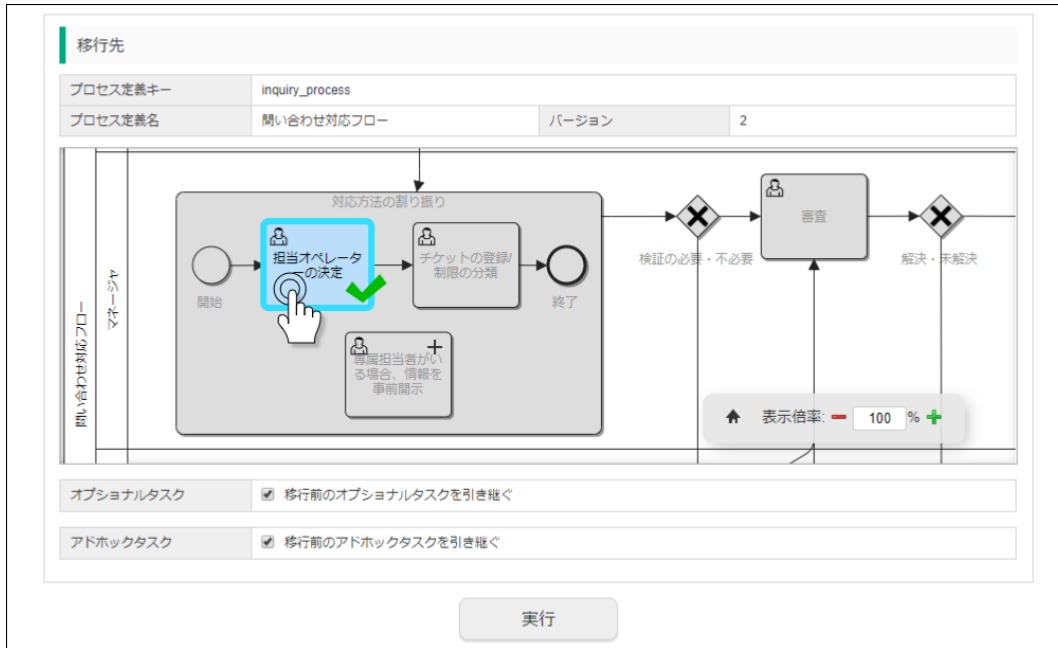 移行先
プロセス定義キー
inquiry_process
プロセス定義名
問い合わせ対応フロー
バージョン
2
問い合わせ対応フロー
マネージャ
対応方法の割り振り
開始
担当オペレータ
ーの決定
チケットの登録/
制限の分類
終了
専属担当者がい
る場合、情報を
事前開示
検証の必要・不必要
審査
解決・未解決
表示倍率:
100
%
オプショナルタスク
移行前のオプショナルタスクを引き継ぐ
アドホックタスク
移行前のアドホックタスクを引き継ぐ
実行